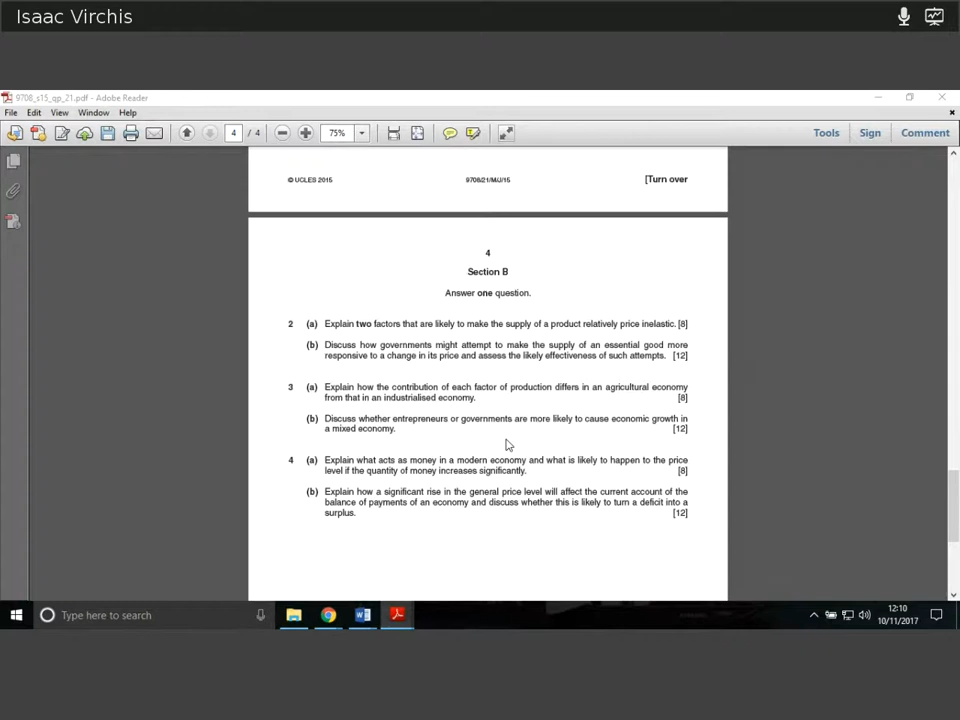 Isaac Virchis
9708_s15_qp_21.pdf - Adobe Reader
File Edit View Window Help
4 / 4 75% Tools Sign Comment
© UCLES 2015 9708/21/M/J/15 [Turn over
4
Section B
Answer one question.
2 (a) Explain two factors that are likely to make the supply of a product relatively price inelastic. [8]
(b) Discuss how governments might attempt to make the supply of an essential good more
responsive to a change in its price and assess the likely effectiveness of such attempts. [12]
3 (a) Explain how the contribution of each factor of production differs in an agricultural economy
from that in an industrialised economy. [8]
(b) Discuss whether entrepreneurs or governments are more likely to cause economic growth in
a mixed economy. [12]
4 (a) Explain what acts as money in a modern economy and what is likely to happen to the price
level if the quantity of money increases significantly. [8]
(b) Explain how a significant rise in the general price level will affect the current account of the
balance of payments of an economy and discuss whether this is likely to turn a deficit into a
surplus. [12]
Type here to search
12:10
10/11/2017